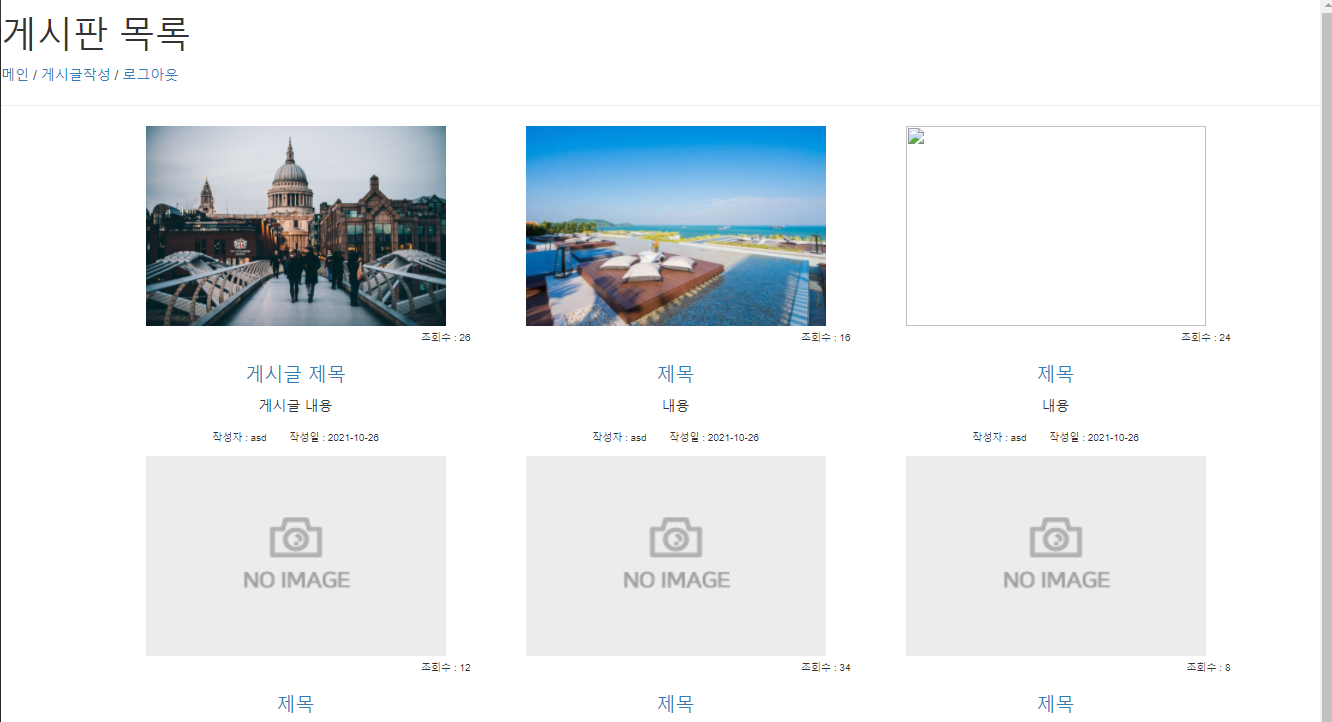 게시판 목록
메인 / 게시글작성 / 로그아웃
조회수 : 26
조회수 : 16
조회수 : 24
게시글 제목
제목
제목
게시글 내용
내용
내용
작성자 : asd 작성일 : 2021-10-26
작성자 : asd 작성일 : 2021-10-26
작성자 : asd 작성일 : 2021-10-26
NO IMAGE
NO IMAGE
NO IMAGE
조회수 : 12
조회수 : 34
조회수 : 8
제목
제목
제목